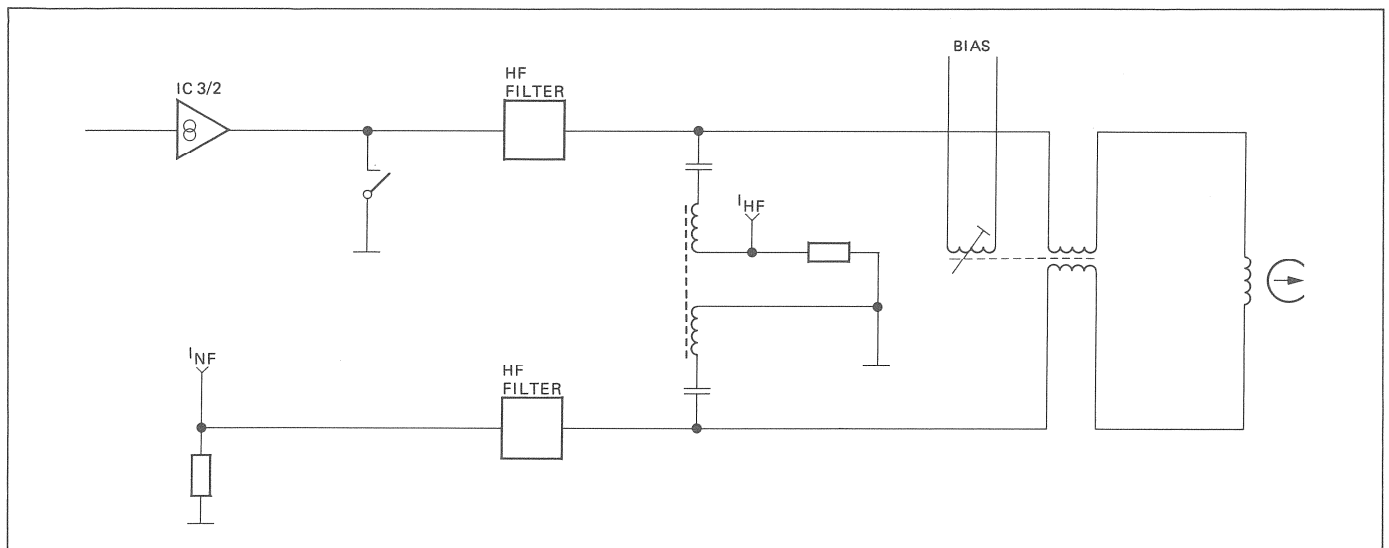 BIAS
IC 3/2
HF
FILTER
IHF
INF
HF
FILTER